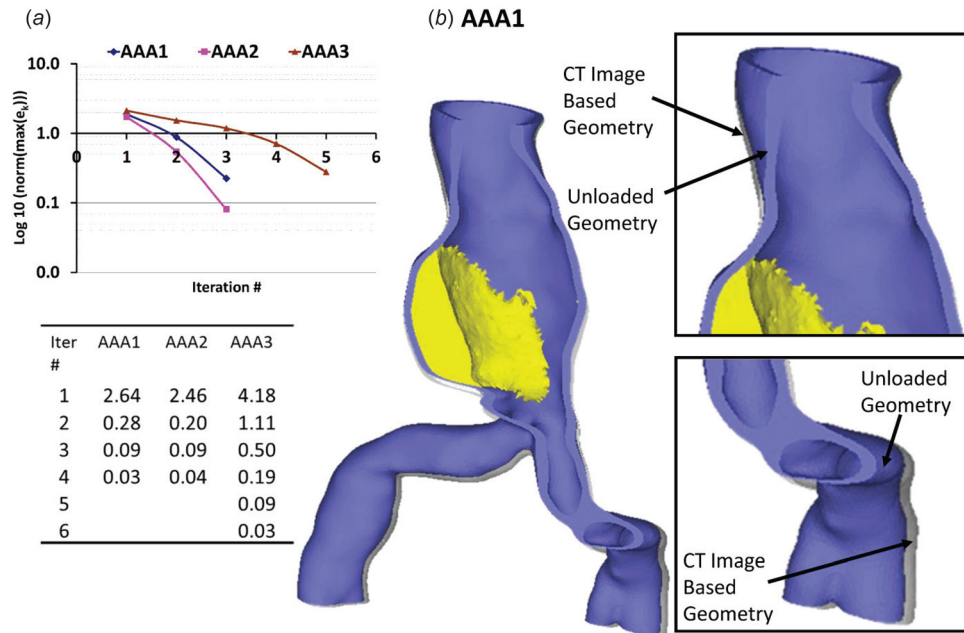 (a)
AAA1 AAA2 AAA3
10.0
1.0
0.1
0.0
0 1 2 3 4 5 6
Log 10 (norm(max(ek)))
Iteration #
Iter AAA1 AAA2 AAA3
#
1 2.64 2.46 4.18
2 0.28 0.20 1.11
3 0.09 0.09 0.50
4 0.03 0.04 0.19
5 0.09
6 0.03
(b) AAA1
CT Image
Based
Geometry
Unloaded
Geometry
Unloaded
Geometry
CT Image
Based
Geometry